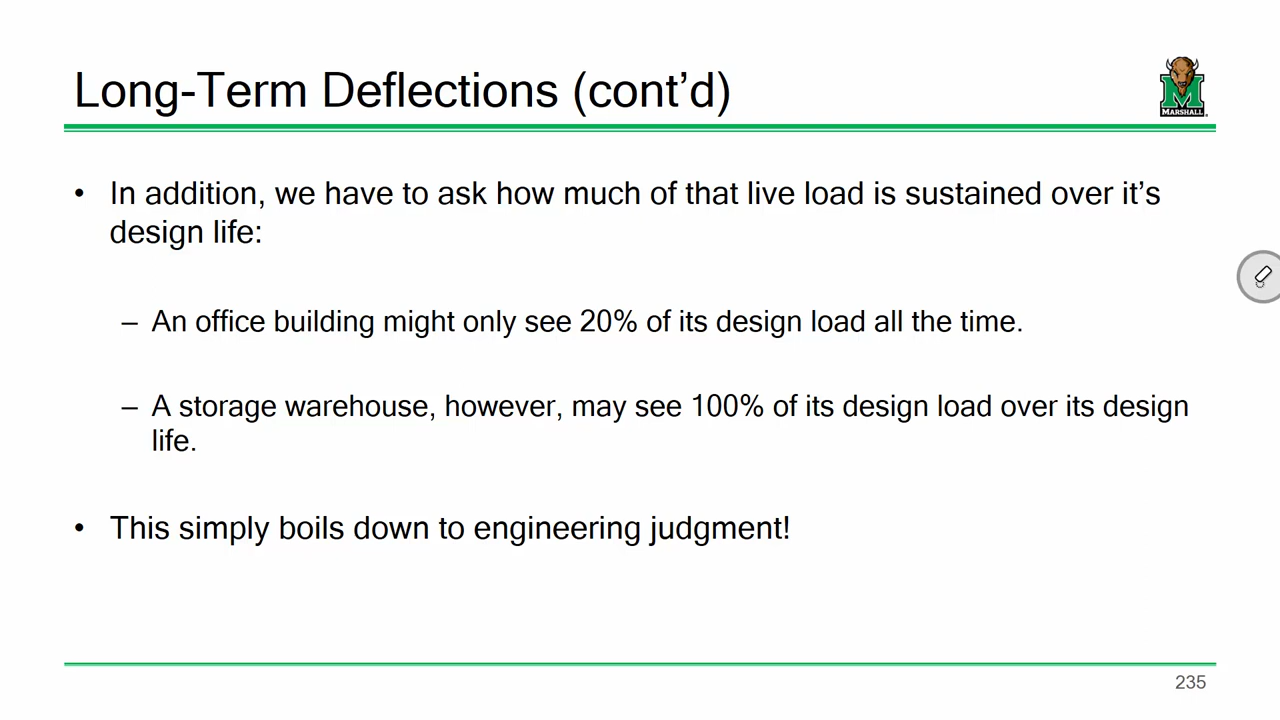 Long-Term Deflections (cont’d)
MARSHALL
• In addition, we have to ask how much of that live load is sustained over it’s
design life:
– An office building might only see 20% of its design load all the time.
– A storage warehouse, however, may see 100% of its design load over its design
life.
• This simply boils down to engineering judgment!
235